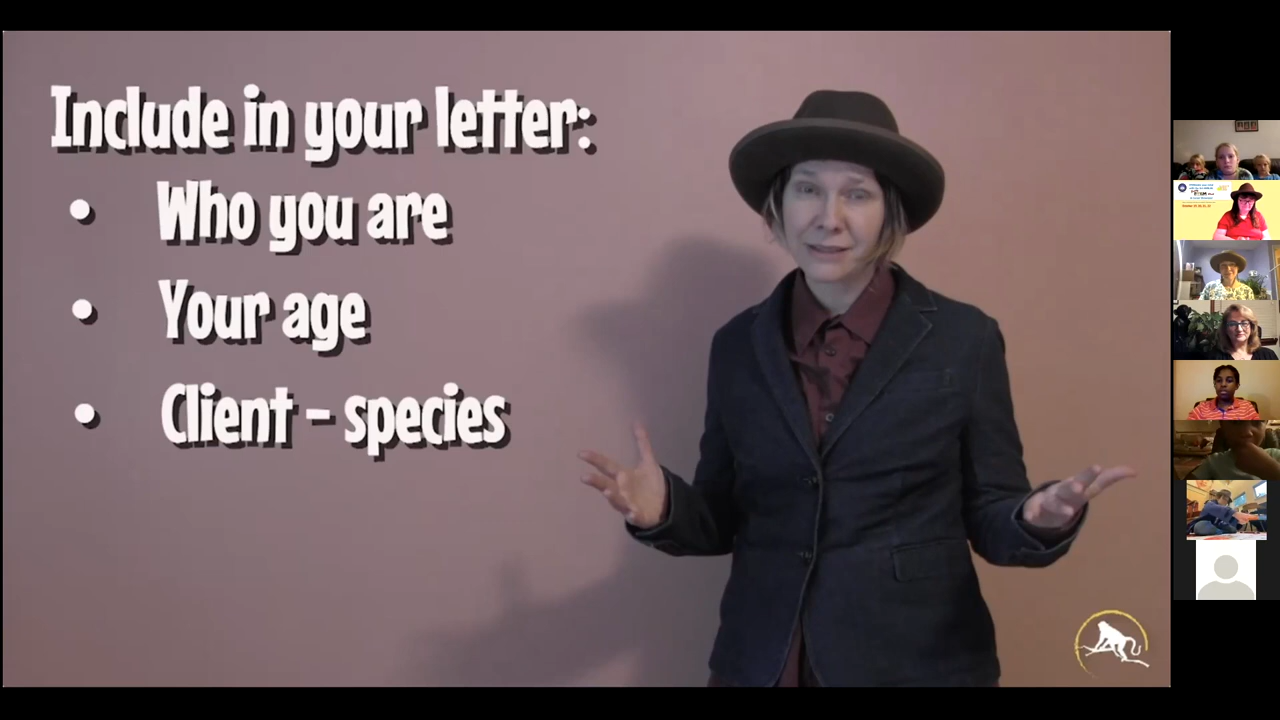 Include in your letter:
• Who you are
• Your age
• Client - species